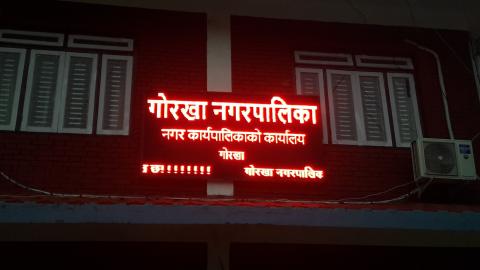 गोरखा नगरपालिका
नगर कार्यपालिकाको कार्यालय
गोरखा
छ!!!!!!!!! गोरखा नगरपालिक